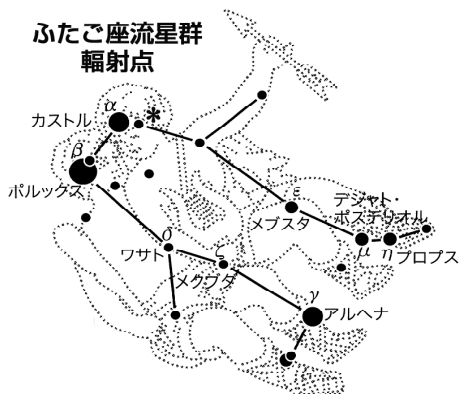 ふたご座流星群
輻射点
α
*
カストル
β
ポルックス
δ
ワサト
ζ
メクブダ
ε
メブスタ
デジャト・
ポステリオル
μ
η
プロプス
γ
アルヘナ